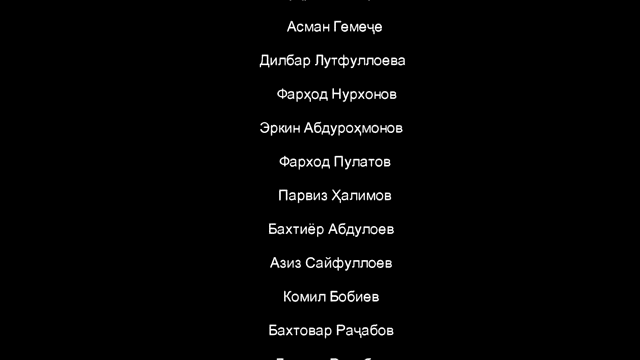 Асман Гемеҷе
Дилбар Лутфуллоева
Фарҳод Нурхонов
Эркин Абдуроҳмонов
Фарход Пулатов
Парвиз Ҳалимов
Бахтиёр Абдулоев
Азиз Сайфуллоев
Комил Бобиев
Бахтовар Раҷабов